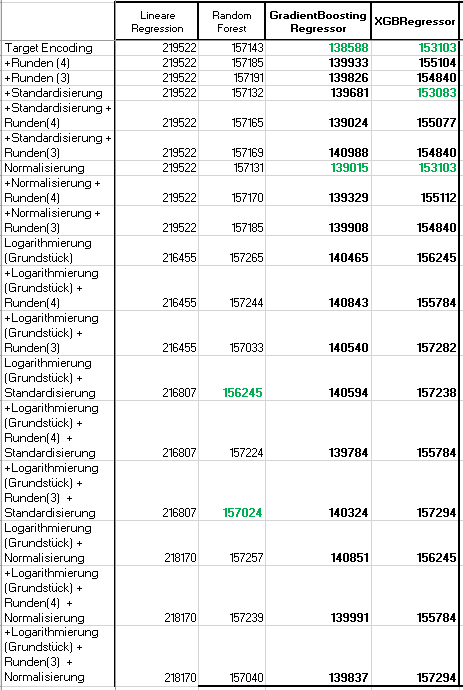 Lineare Regression Random Forest GradientBoosting Regressor XGBRegressor
Target Encoding 219522 157143 138588 153103
+Runden (4) 219522 157185 139933 155104
+Runden (3) 219522 157191 139826 154840
+Standardisierung 219522 157132 139681 153083
+Standardisierung +
Runden(4) 219522 157165 139024 155077
+Standardisierung +
Runden(3) 219522 157169 140988 154840
Normalisierung 219522 157131 139015 153103
+Normalisierung +
Runden(4) 219522 157170 139329 155112
+Normalisierung +
Runden(3) 219522 157185 139908 154840
Logarithmierung
(Grundstück) 216455 157265 140465 156245
+Logarithmierung
(Grundstück) +
Runden(4) 216455 157244 140843 155784
+Logarithmierung
(Grundstück) +
Runden(3) 216455 157033 140540 157282
Logarithmierung
(Grundstück) +
Standardisierung 216807 156245 140594 157238
+Logarithmierung
(Grundstück) +
Runden(4) +
Standardisierung 216807 157224 139784 155784
+Logarithmierung
(Grundstück) +
Runden(3) +
Standardisierung 216807 157024 140324 157294
Logarithmierung
(Grundstück) +
Normalisierung 218170 157257 140851 156245
+Logarithmierung
(Grundstück) +
Runden(4) +
Normalisierung 218170 157239 139991 155784
+Logarithmierung
(Grundstück) +
Runden(3) +
Normalisierung 218170 157040 139837 157294